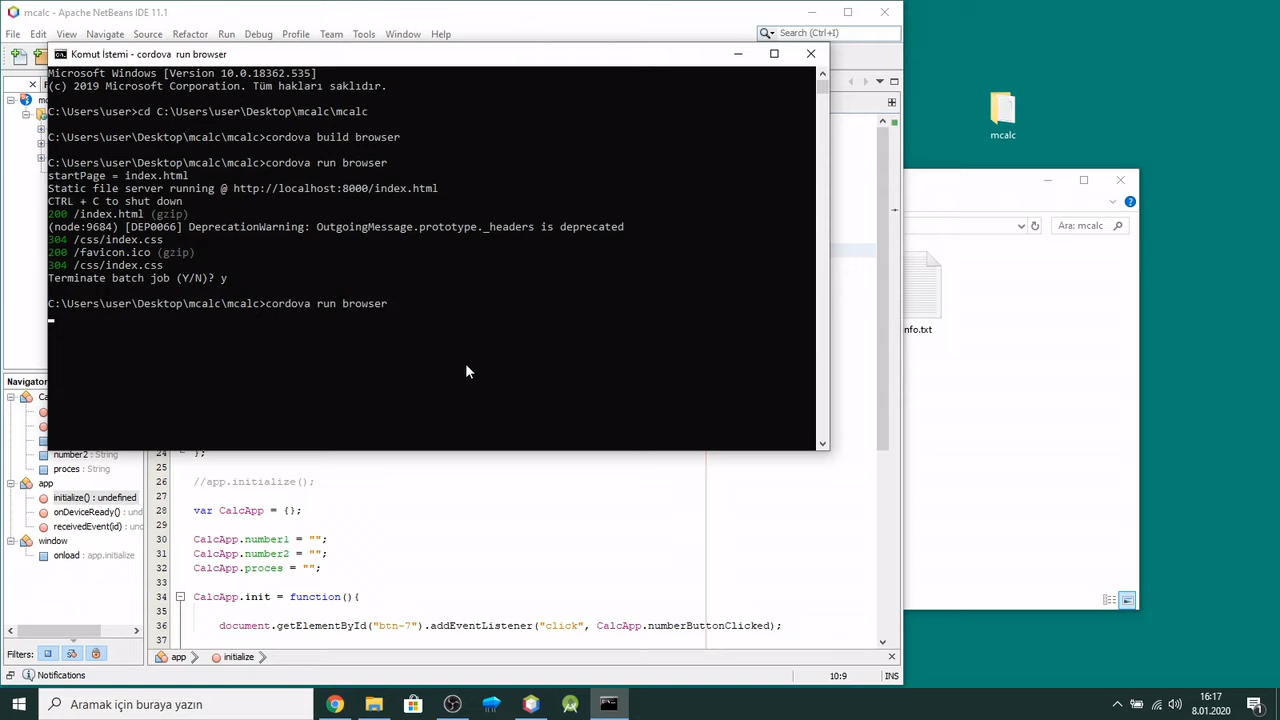 mcalc - Apache NetBeans IDE 11.1
File Edit View Navigate Source Refactor Run Debug Profile Team Tools Window Help
Search (Ctrl+I)
Komut İstemi - cordova  run browser
Microsoft Windows [Version 10.0.18362.535]
(c) 2019 Microsoft Corporation. Tüm hakları saklıdır.
C:\Users\user>cd C:\Users\user\Desktop\mcalc\mcalc
C:\Users\user\Desktop\mcalc\mcalc>cordova build browser
C:\Users\user\Desktop\mcalc\mcalc>cordova run browser
startPage = index.html
Static file server running @ http://localhost:8000/index.html
CTRL + C to shut down
200 /index.html (gzip)
(node:9684) [DEP0066] DeprecationWarning: OutgoingMessage.prototype._headers is deprecated
304 /css/index.css
200 /favicon.ico (gzip)
304 /css/index.css
Terminate batch job (Y/N)?
C:\Users\user\Desktop\mcalc\mcalc>cordova run browser
mcalc
Ara: mcalc
nfo.txt
Navigator
number2 : String
proces : String
app
initialize() : undefined
onDeviceReady() : und
receivedEvent(id) : und
window
onload : app.initialize
Filters:
24 };
25
26 //app.initialize();
27
28 var CalcApp = {};
29
30 CalcApp.number1 = "";
31 CalcApp.number2 = "";
32 CalcApp.proces = "";
33
34 CalcApp.init = function(){
35
36 document.getElementById("btn-7").addEventListener("click", CalcApp.numberButtonClicked);
37
app initialize
Notifications
10:9 INS
Aramak için buraya yazın
16:17
8.01.2020